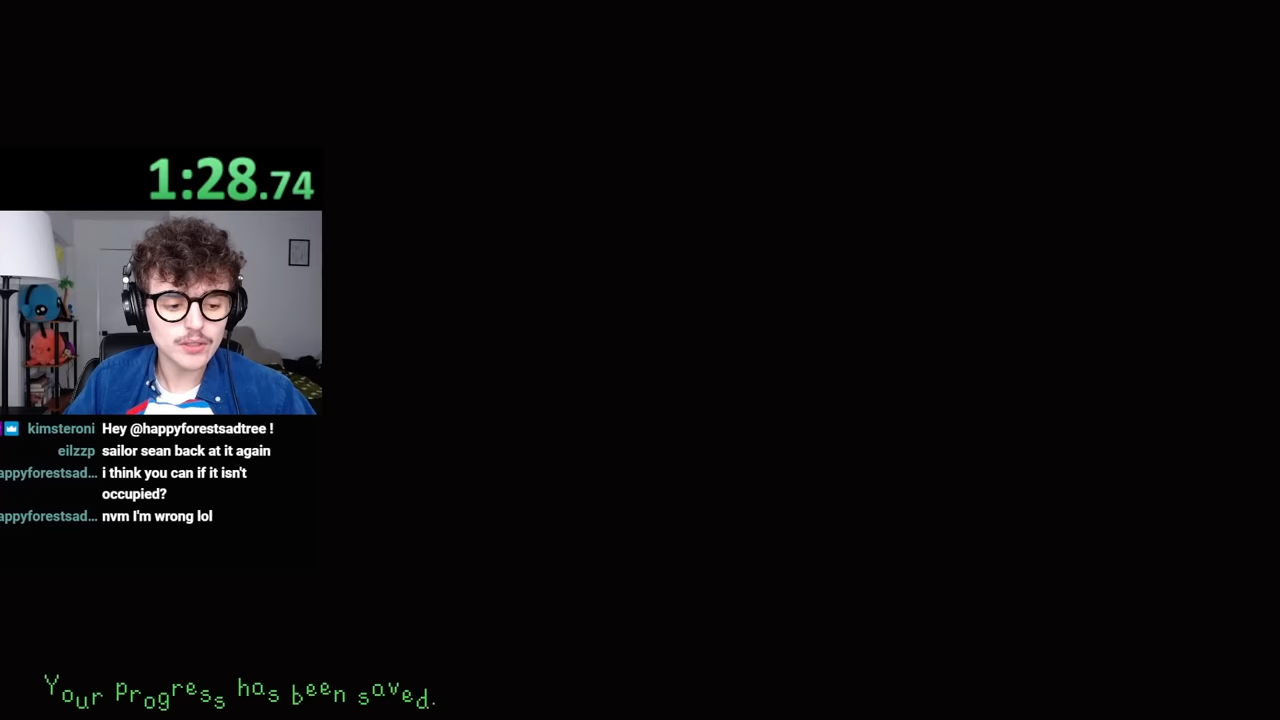 1:28.74
kimsteroni Hey @happyforestsadtree !
eilzzp sailor sean back at it again
appyforestsad... i think you can if it isn't
occupied?
appyforestsad... nvm I'm wrong lol
Your progress has been saved.